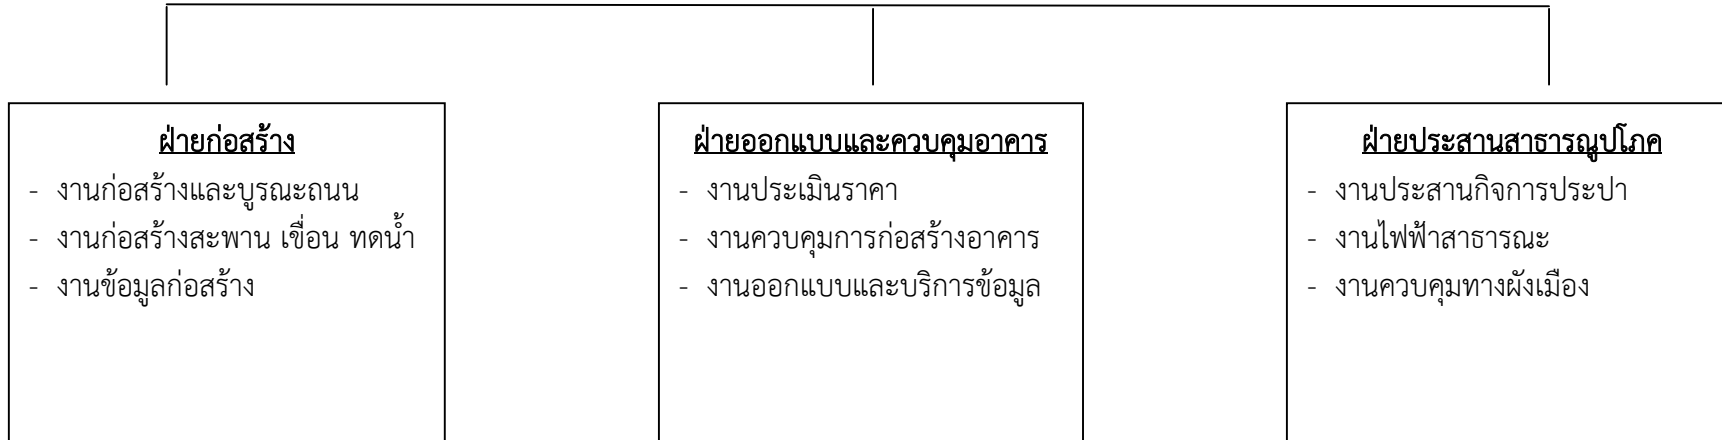 ฝ่ายก่อสร้าง
- งานก่อสร้างและบูรณะถนน
- งานก่อสร้างสะพาน เขื่อน ทดน้ำ
- งานข้อมูลก่อสร้าง
ฝ่ายออกแบบและควบคุมอาคาร
- งานประเมินราคา
- งานควบคุมการก่อสร้างอาคาร
- งานออกแบบและบริการข้อมูล
ฝ่ายประสานสาธารณูปโภค
- งานประสานกิจการประปา
- งานไฟฟ้าสาธารณะ
- งานควบคุมทางผังเมือง